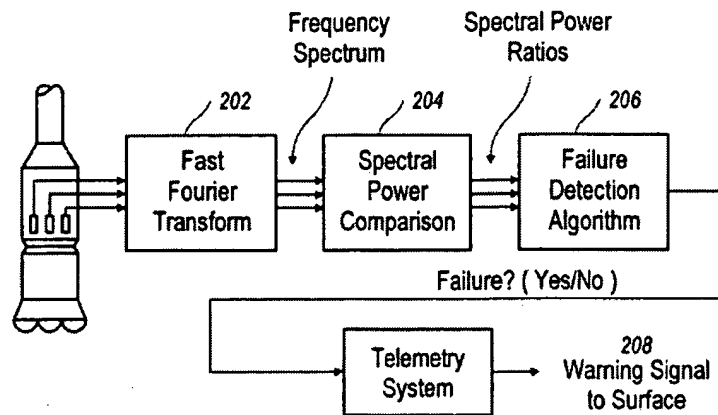 Frequency
Spectrum
Spectral Power
Ratios
202
204
206
Fast
Fourier
Transform
Spectral
Power
Comparison
Failure
Detection
Algorithm
Failure? ( Yes/No )
Telemetry
System
208
Warning Signal
to Surface